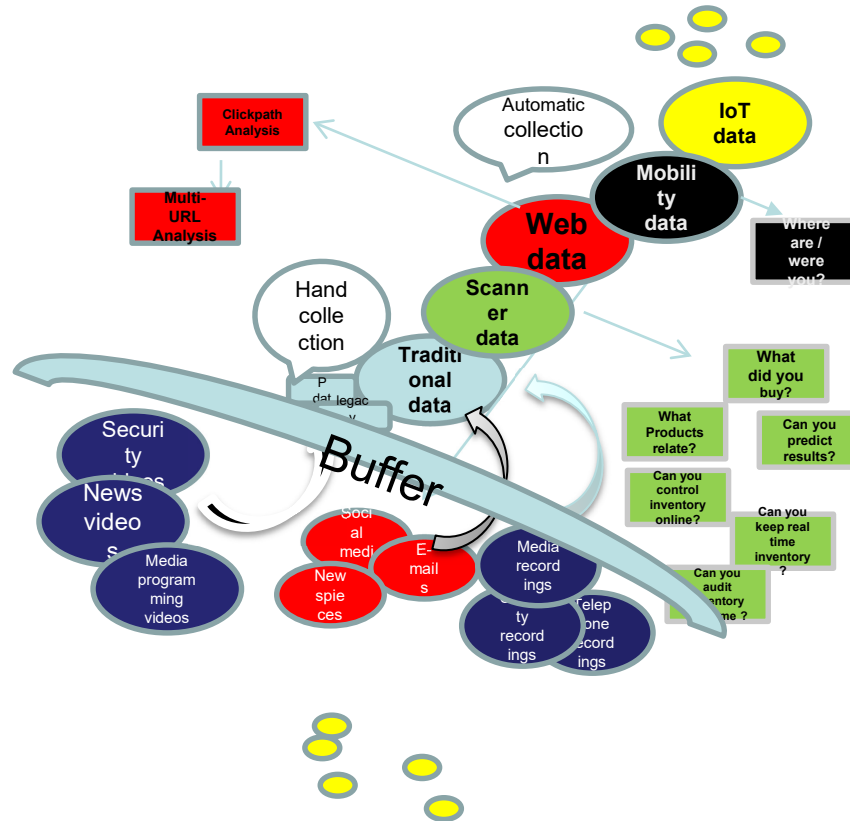 IoT
data
Automatic
collectio
n
Clickpath
Analysis
Mobili
ty
data
Multi-
URL
Analysis
Web
data
Where
are /
were
you?
Hand
colle
ction
Scann
er
data
Traditi
onal
data
P
dat
legac
y
What
did you
buy?
What
Products
relate?
Can you
predict
results?
Can you
control
inventory
online?
Can you
keep real
time
inventory
?
Can you
audit
Buffer
Securi
ty
News
video
s
Media
program
ming
videos
Soci
al
medi
New
spie
ces
E-
mail
s
Media
record
ings
ty
record
ings
Telep
ings